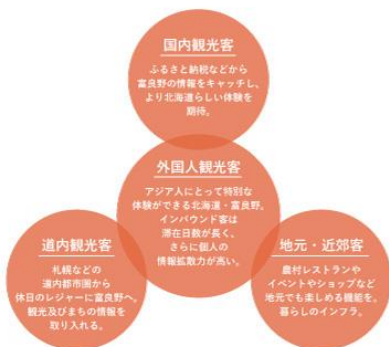 国内観光客
ふるさと納税などから
富良野の情報をキャッチし、
より北海道らしい体験を
期待。
外国人観光客
アジア人にとって特別な
体験ができる北海道・富良野。
インバウンド客は
滞在日数が長く、
さらに個人の
情報拡散力が高い。
道内観光客
札幌などの
道内都市圏から
休日のレジャーに富良野へ。
観光及びまちの情報を
取り入れる。
地元・近郊客
農村レストランや
イベントやショップなど
地元でも楽しめる機能を。
暮らしのインフラ。